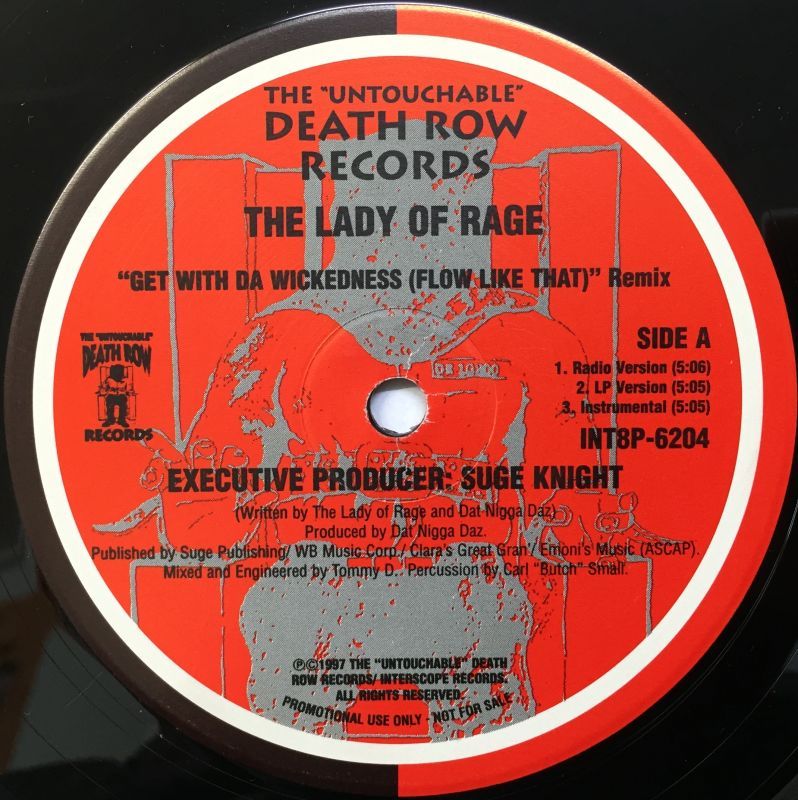 THE "UNTOUCHABLE"
DEATH ROW
RECORDS
THE LADY OF RAGE
"GET WITH DA WICKEDNESS (FLOW LIKE THAT)" Remix
THE "UNTOUCHABLE"
DEATH ROW
RECORDS
SIDE A
1. Radio Version (5:06)
2. LP Version (5:05)
3. Instrumental (5:05)
INT8P-6204
EXECUTIVE PRODUCER: SUGE KNIGHT
(Written by The Lady of Rage and Dat Nigga Daz)
Produced by Dat Nigga Daz.
Published by Suge Publishing/ WB Music Corp./ Clara's Great Gran'/ Emoni's Music (ASCAP).
Mixed and Engineered by Tommy D. Percussion by Carl "Butch" Small.
℗©1997 THE "UNTOUCHABLE" DEATH
ROW RECORDS/ INTERSCOPE RECORDS.
ALL RIGHTS RESERVED.
PROMOTIONAL USE ONLY - NOT FOR SALE